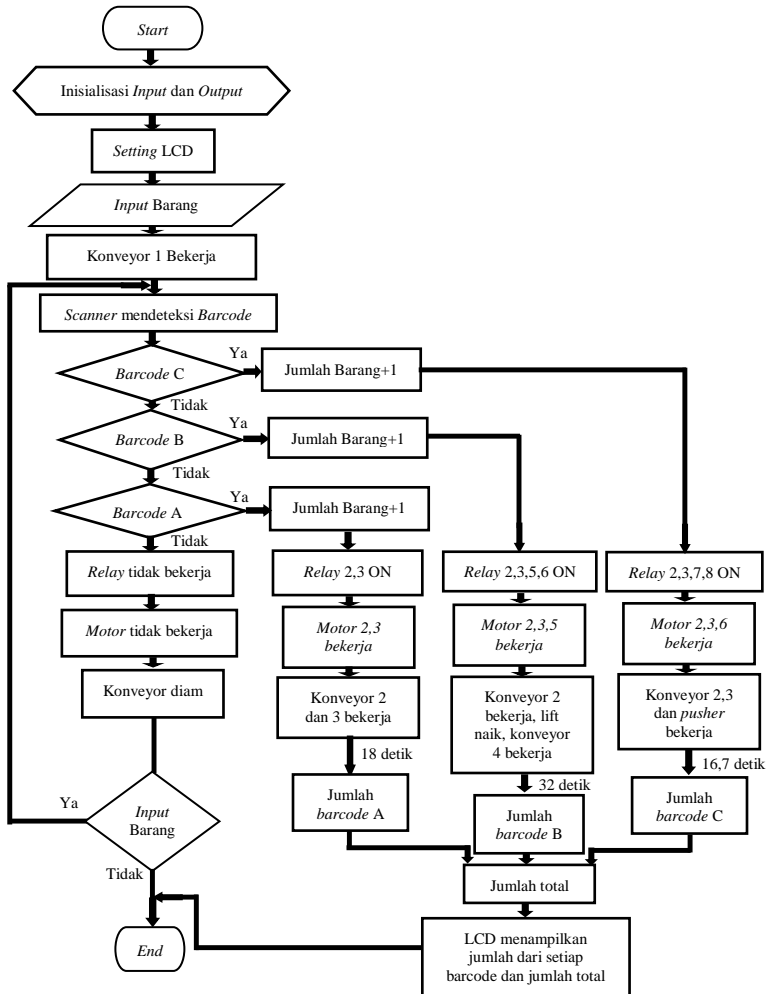 Start
Inisialisasi Input dan Output
Setting LCD
Input Barang
Konveyor 1 Bekerja
Scanner mendeteksi Barcode
Barcode C
Ya
Jumlah Barang+1
Tidak
Barcode B
Ya
Jumlah Barang+1
Tidak
Barcode A
Ya
Jumlah Barang+1
Tidak
Relay tidak bekerja
Relay 2,3 ON
Relay 2,3,5,6 ON
Relay 2,3,7,8 ON
Motor tidak bekerja
Motor 2,3
bekerja
Motor 2,3,5
bekerja
Motor 2,3,6
bekerja
Konveyor diam
Konveyor 2
dan 3 bekerja
Konveyor 2
bekerja, lift
naik, konveyor
4 bekerja
Konveyor 2,3
dan pusher
bekerja
18 detik
32 detik
16,7 detik
Ya
Input
Barang
Tidak
Jumlah
barcode A
Jumlah
barcode B
Jumlah
barcode C
Jumlah total
LCD menampilkan
jumlah dari setiap
barcode dan jumlah total
End